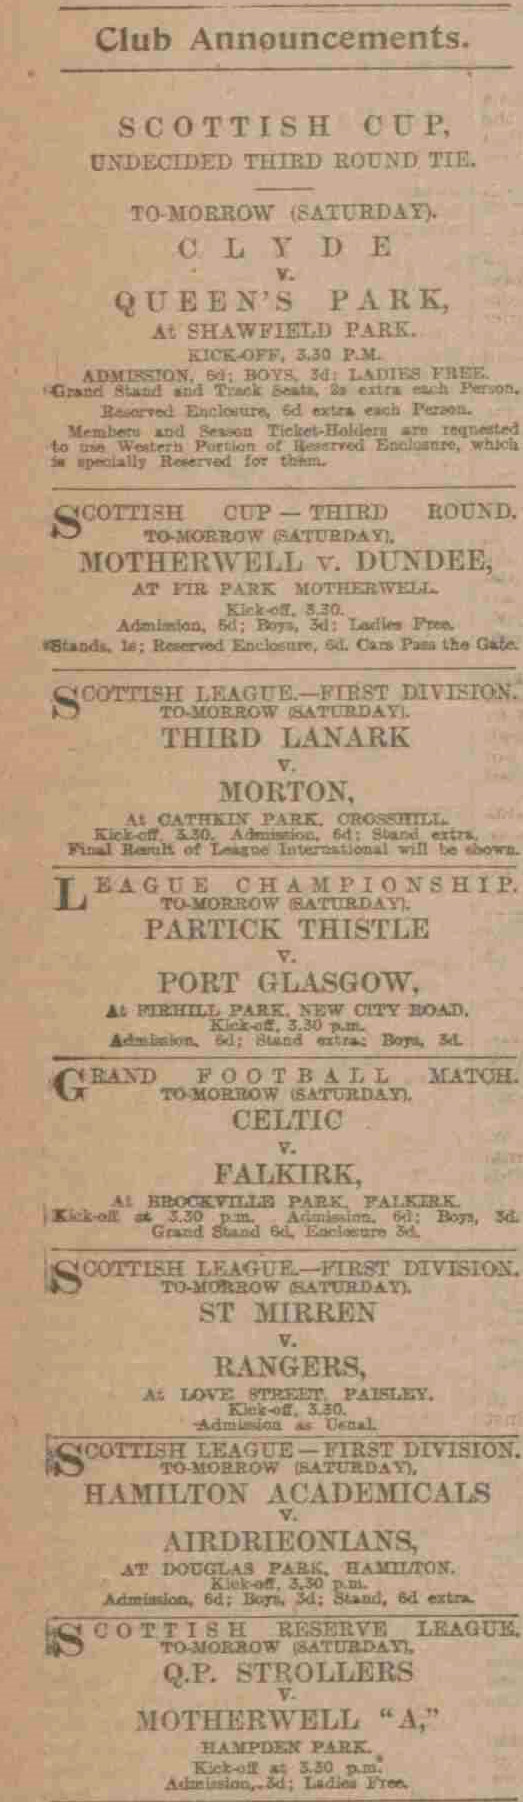 Club Announcements.
SCOTTISH CUP,
UNDECIDED THIRD ROUND TIE.
TO-MORROW (SATURDAY).
CLYDE
v.
QUEEN'S PARK,
At SHAWFIELD PARK.
KICK-OFF, 3.30 P.M.
ADMISSION, 6d; BOYS, 3d; LADIES FREE.
Grand Stand and Track Seats, 2s extra each Person.
Reserved Enclosure, 6d extra each Person.
Members and Season Ticket-Holders are requested
to use Western Portion of Reserved Enclosure, which
is specially Reserved for them.
SCOTTISH CUP — THIRD ROUND.
TO-MORROW (SATURDAY),
MOTHERWELL v. DUNDEE,
AT FIR PARK MOTHERWELL.
Kick-off, 3.30.
Admission, 6d; Boys, 3d; Ladies Free.
Stands, 1s; Reserved Enclosure, 6d. Cars Pass the Gate.
SCOTTISH LEAGUE.—FIRST DIVISION.
TO-MORROW (SATURDAY).
THIRD LANARK
v.
MORTON,
At CATHKIN PARK, CROSSHILL.
Kick-off, 3.30. Admission, 6d; Stand extra.
Final Result of League International will be shown.
LEAGUE CHAMPIONSHIP.
TO-MORROW (SATURDAY).
PARTICK THISTLE
v.
PORT GLASGOW,
At FIRHILL PARK, NEW CITY ROAD.
Kick-off, 3.30 p.m.
Admission, 6d; Stand extra; Boys, 3d.
GRAND FOOTBALL MATCH.
TO-MORROW (SATURDAY).
CELTIC
v.
FALKIRK,
At BROCKVILLE PARK, FALKIRK.
Kick-off at 3.30 p.m. Admission, 6d; Boys, 3d.
Grand Stand 6d, Enclosure 3d.
SCOTTISH LEAGUE.—FIRST DIVISION.
TO-MORROW (SATURDAY).
ST MIRREN
v.
RANGERS,
At LOVE STREET, PAISLEY.
Kick-off, 3.30.
Admission as Usual.
SCOTTISH LEAGUE — FIRST DIVISION.
TO-MORROW (SATURDAY),
HAMILTON ACADEMICALS
v.
AIRDRIEONIANS,
AT DOUGLAS PARK, HAMILTON.
Kick-off, 3.30 p.m.
Admission, 6d; Boys, 3d; Stand, 6d extra.
SCOTTISH RESERVE LEAGUE.
TO-MORROW (SATURDAY),
Q.P. STROLLERS
v.
MOTHERWELL "A,"
HAMPDEN PARK.
Kick-off at 3.30 p.m.
Admission, 3d; Ladies Free.